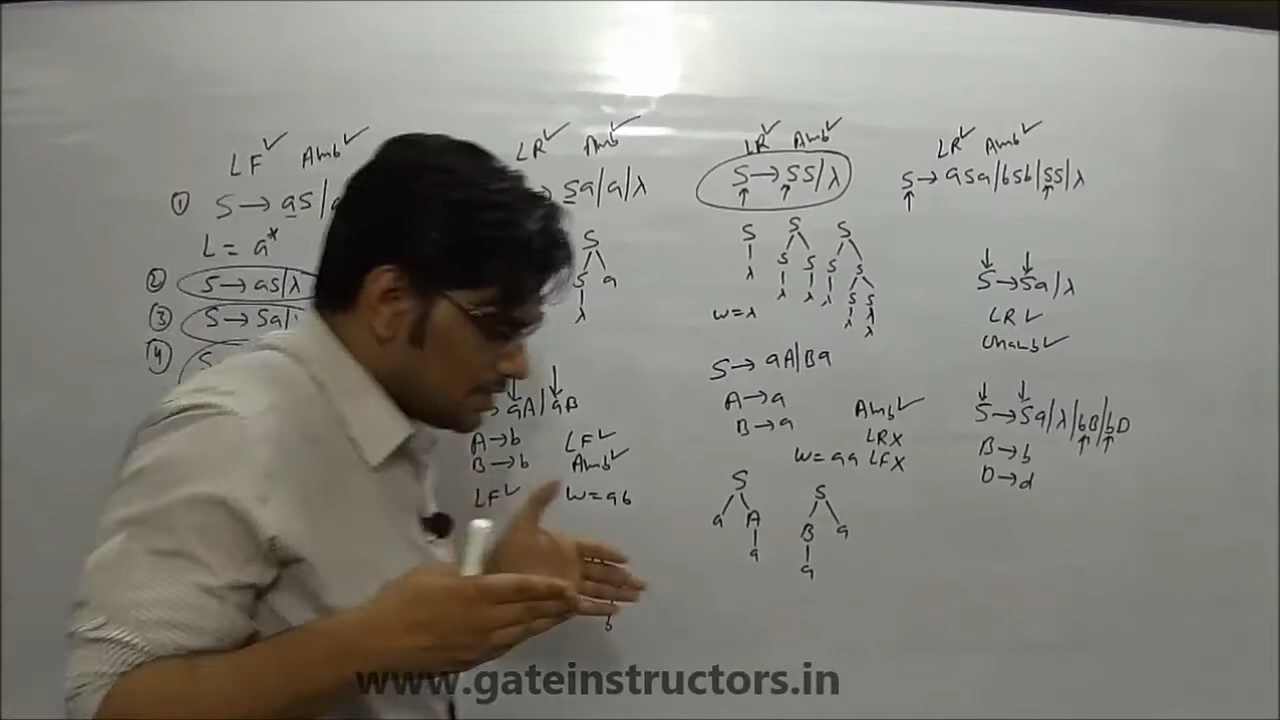 LF✓ Amb✓
① S → aS/
L = a*
② S → aS/λ
③ S → Sa/
④ S
LR✓ Amb✓
Sa/a/λ
S
S a
λ
→ aA/aB
A→b LF✓
B→b Amb✓
LF✓ W=ab
b
LR✓ Amb✓
S → SS/λ
S S S
λ S S S S
λ λ λ S S
λ λ
W=λ
S → aA/Ba
A→a
B→a
Amb✓
LRX
W=aa LFX
S S
a A B a
a a
LR✓ Amb✓
S → aSa/bSb/SS/λ
S → Sa/λ
LR✓
Unamb✓
S → Sa/λ/bB/bD
B→b
D→d
www.gateinstructors.in